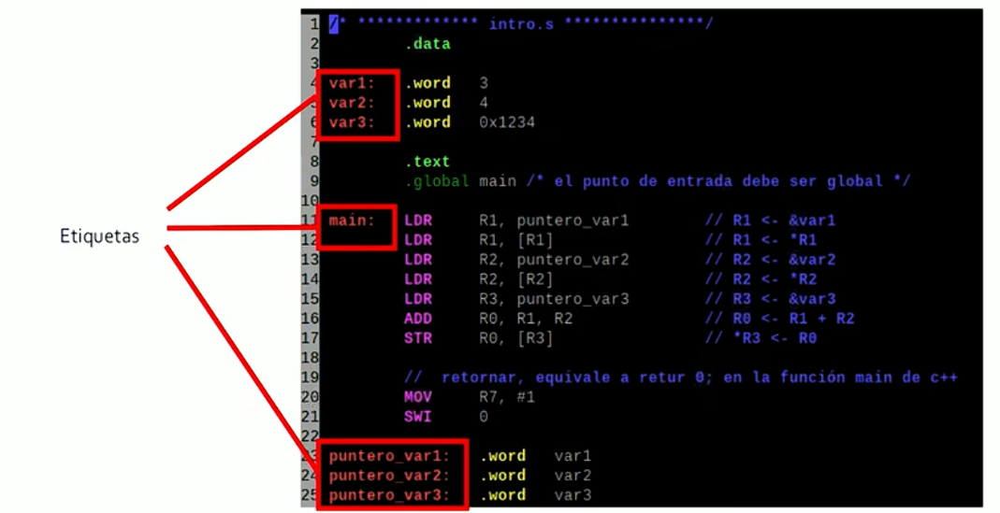 Etiquetas
1 /* ************* intro.s ***************/
2 .data
3
4 var1: .word 3
5 var2: .word 4
6 var3: .word 0x1234
7
8 .text
9 .global main /* el punto de entrada debe ser global */
10
11 main: LDR R1, puntero_var1 // R1 <- &var1
12 LDR R1, [R1] // R1 <- *R1
13 LDR R2, puntero_var2 // R2 <- &var2
14 LDR R2, [R2] // R2 <- *R2
15 LDR R3, puntero_var3 // R3 <- &var3
16 ADD R0, R1, R2 // R0 <- R1 + R2
17 STR R0, [R3] // *R3 <- R0
18
19 // retornar, equivale a retur 0; en la función main de c++
20 MOV R7, #1
21 SWI 0
22
23 puntero_var1: .word var1
24 puntero_var2: .word var2
25 puntero_var3: .word var3